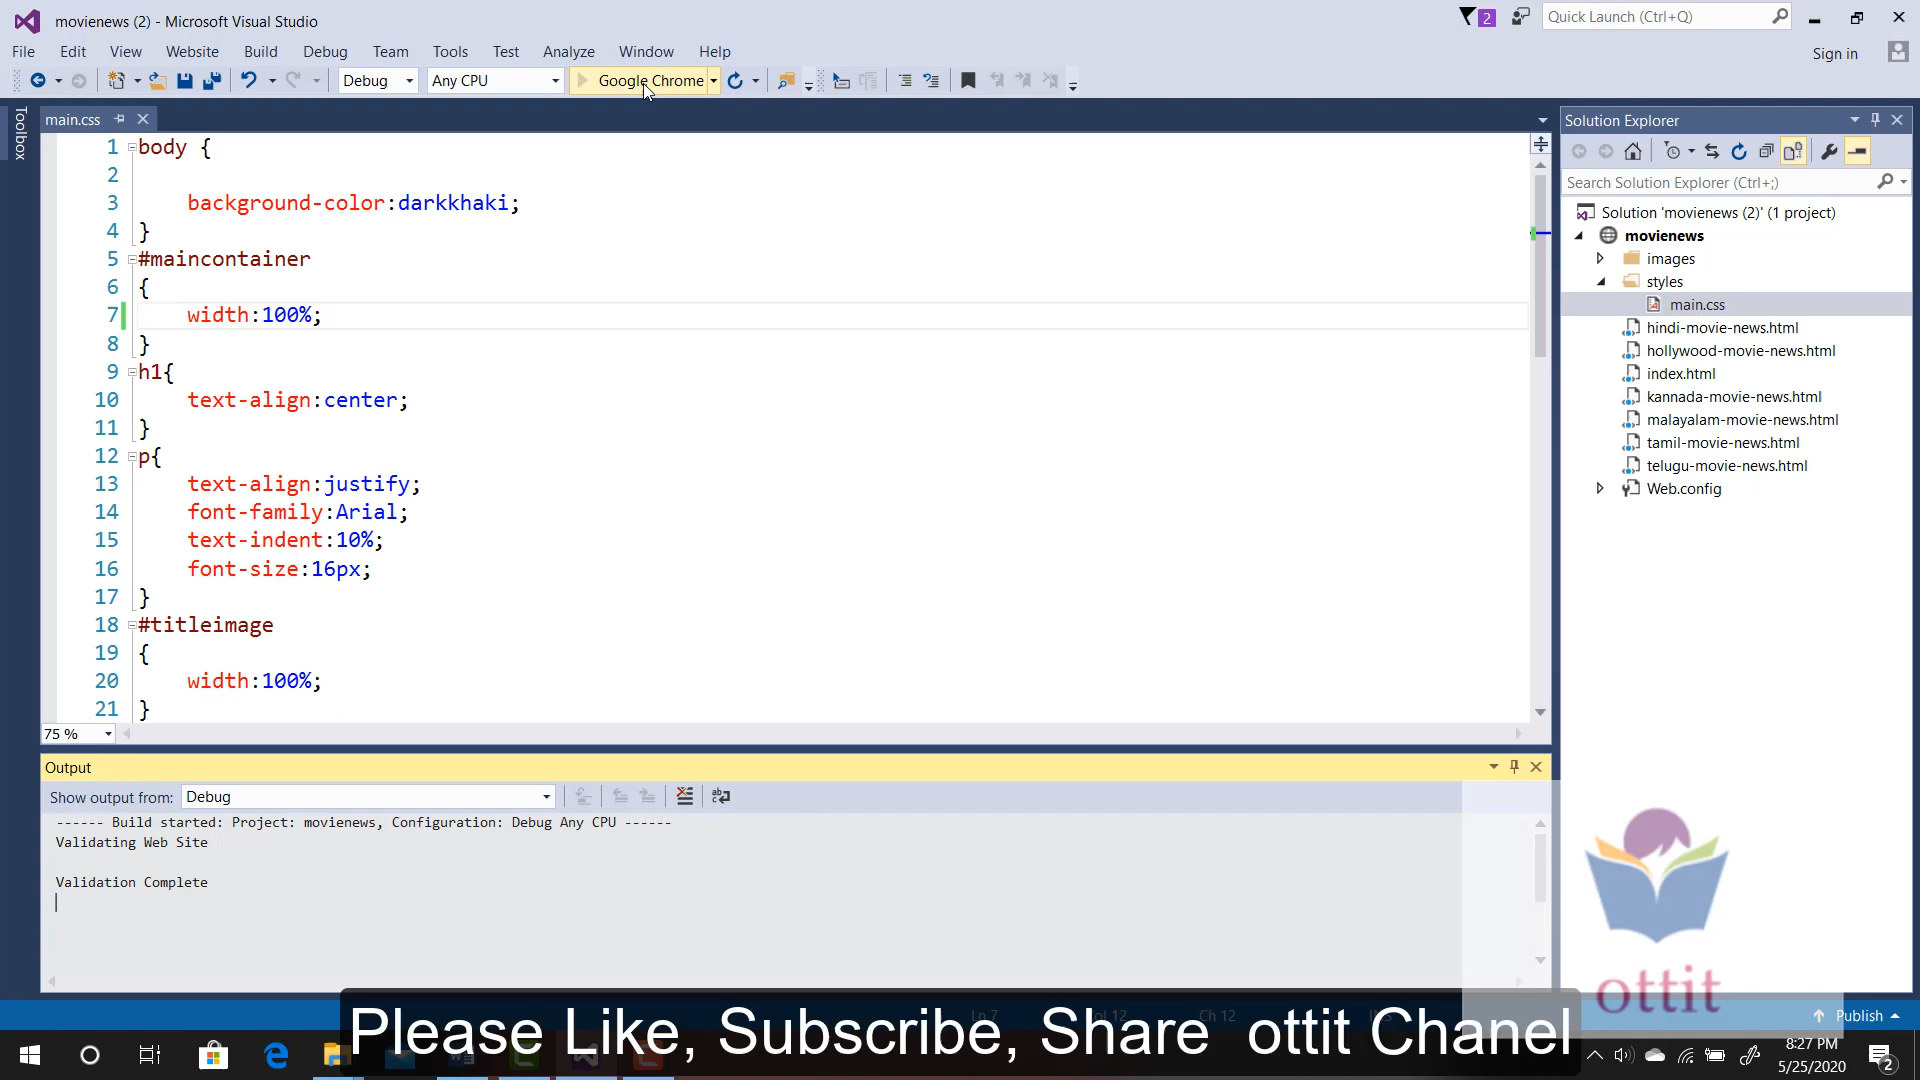 movienews (2) - Microsoft Visual Studio
2
Quick Launch (Ctrl+Q)
File Edit View Website Build Debug Team Tools Test Analyze Window Help
Sign in
Debug
Any CPU
Google Chrome
Toolbox
main.css
1 body {
2
3 background-color:darkkhaki;
4 }
5 #maincontainer
6 {
7 width:100%;
8 }
9 h1{
10 text-align:center;
11 }
12 p{
13 text-align:justify;
14 font-family:Arial;
15 text-indent:10%;
16 font-size:16px;
17 }
18 #titleimage
19 {
20 width:100%;
21 }
75 %
Solution Explorer
Search Solution Explorer (Ctrl+;)
Solution 'movienews (2)' (1 project)
movienews
images
styles
main.css
hindi-movie-news.html
hollywood-movie-news.html
index.html
kannada-movie-news.html
malayalam-movie-news.html
tamil-movie-news.html
telugu-movie-news.html
Web.config
Output
Show output from: Debug
------ Build started: Project: movienews, Configuration: Debug Any CPU ------
Validating Web Site
Validation Complete
ottit
Ln 7
Ch 12
Publish
Please Like, Subscribe, Share ottit Chanel
8:27 PM
5/25/2020
2